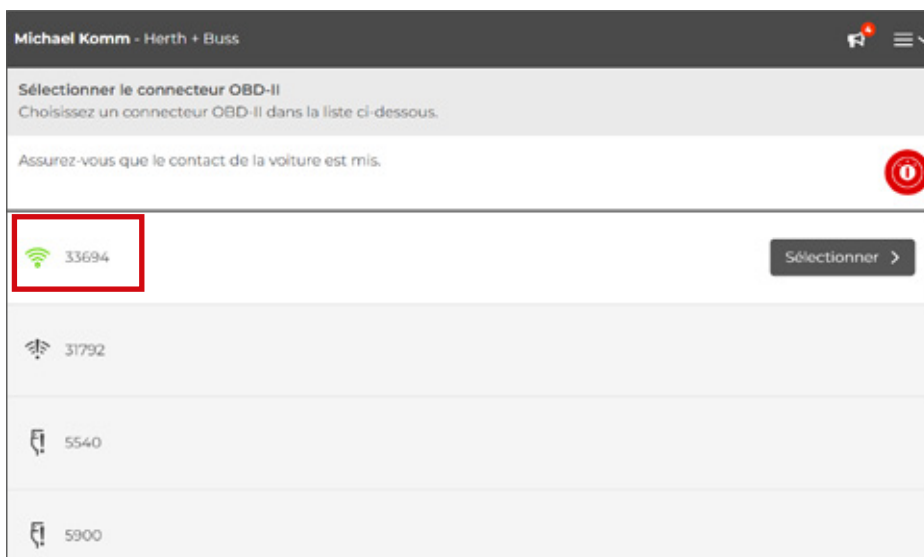 Michael Komm - Herth + Buss
4
Sélectionner le connecteur OBD-II
Choisissez un connecteur OBD-II dans la liste ci-dessous.
Assurez-vous que le contact de la voiture est mis.
33694
Sélectionner
31792
5540
5900